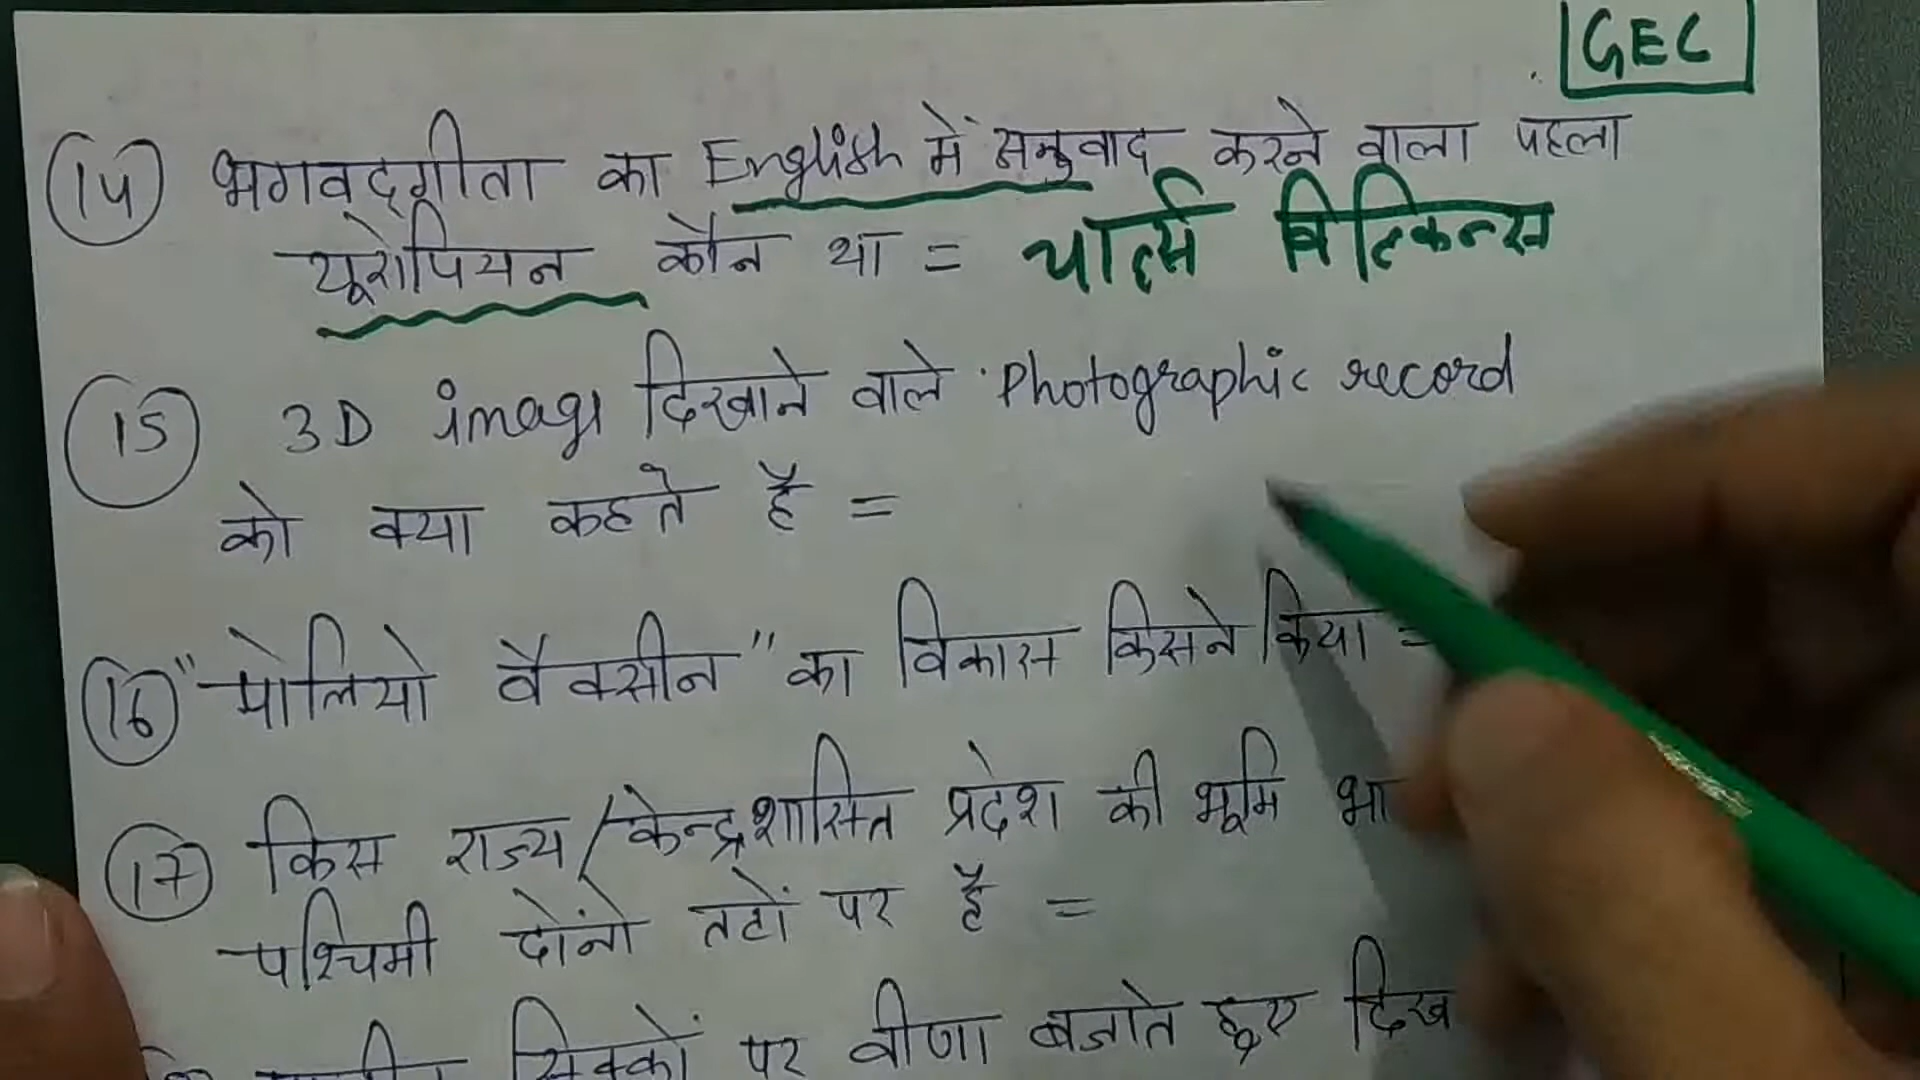 GEC
(14) भगवद्गीता का English में अनुवाद करने वाला पहला
यूरोपियन कौन था = चार्ल्स विल्किन्स
(15) 3D image दिखाने वाले Photographic record
को क्या कहते है =
(16) "पोलियो वैक्सीन" का विकास किसने किया =
(17) किस राज्य/केन्द्रशासित प्रदेश की भूमि भा
पश्चिमी दोंनो तटों पर है =
सिक्कों पर वीणा बजाते हुए दिख